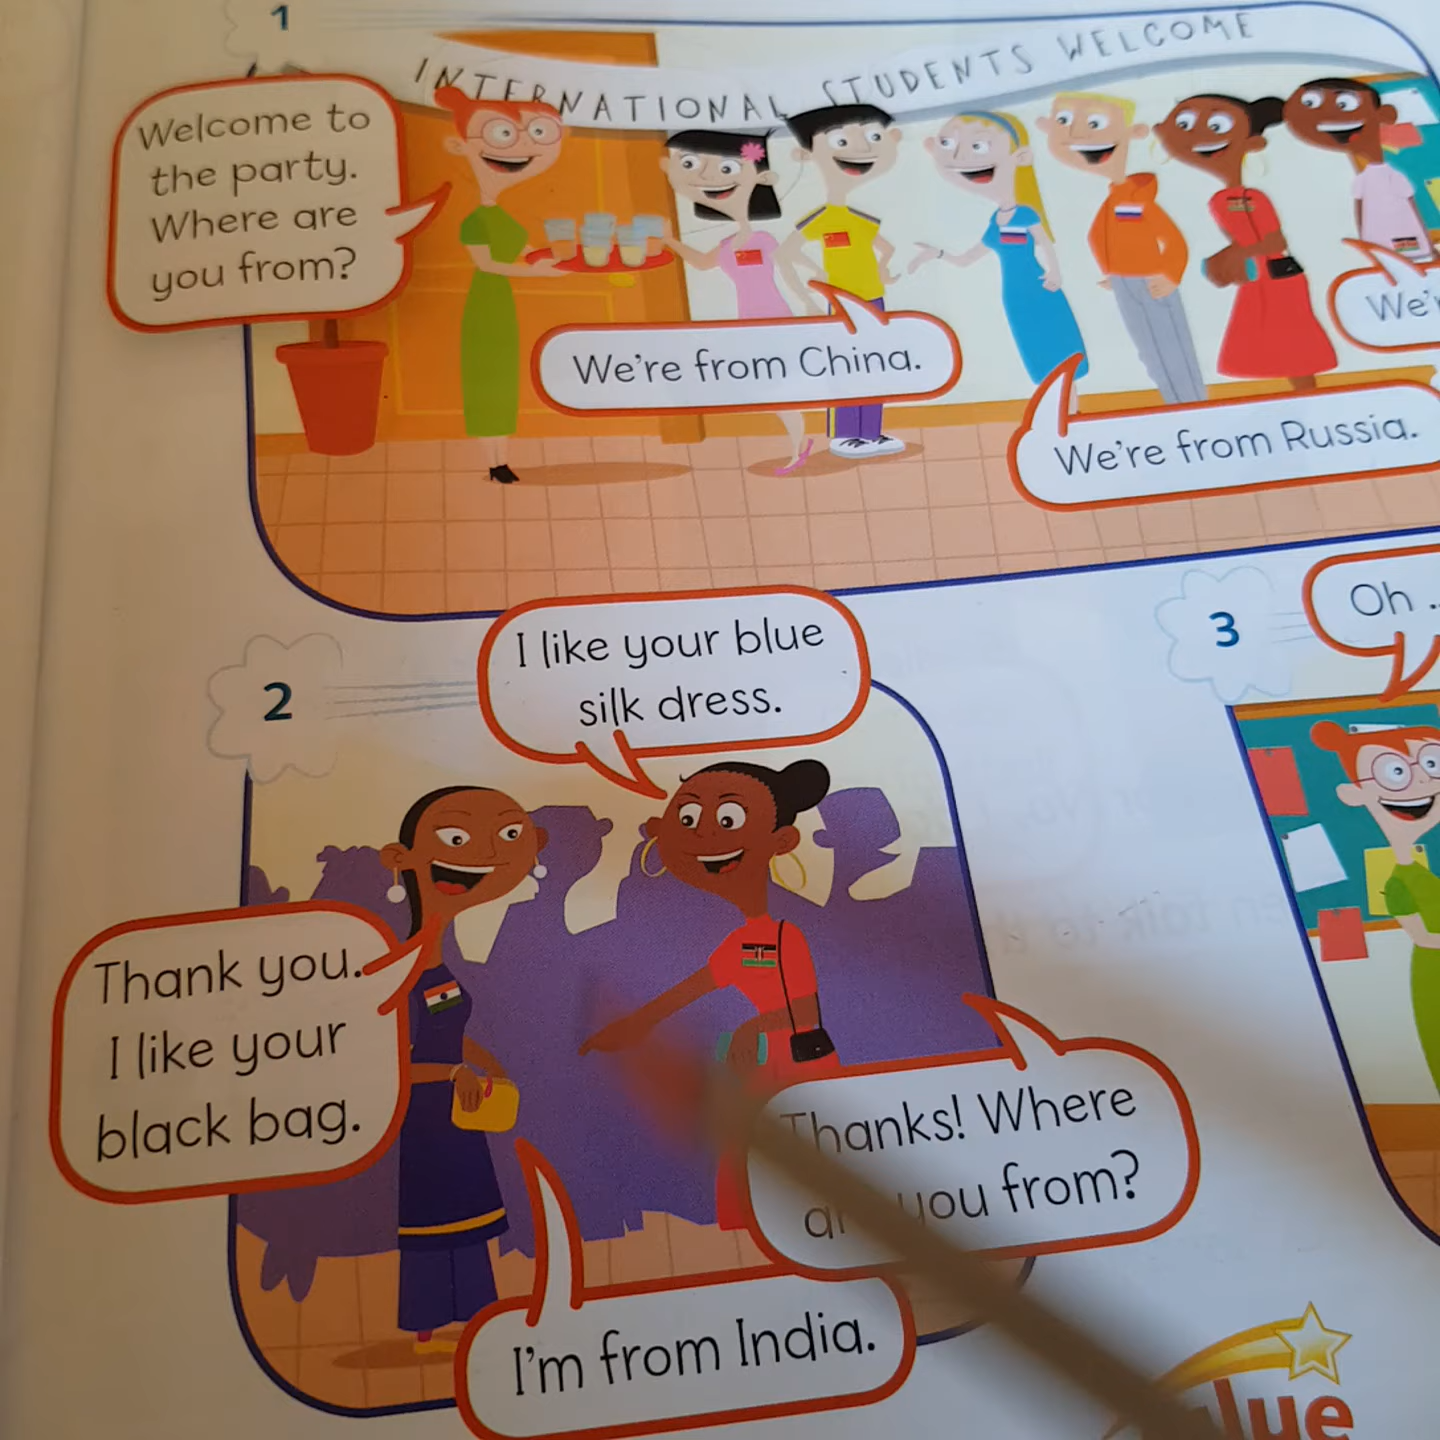 1
INTERNATIONAL STUDENTS WELCOME
Welcome to
the party.
Where are
you from?
We're from China.
We're from Russia.
2
I like your blue
silk dress.
Thank you.
I like your
black bag.
Thanks! Where
you from?
I'm from India.
3
Oh